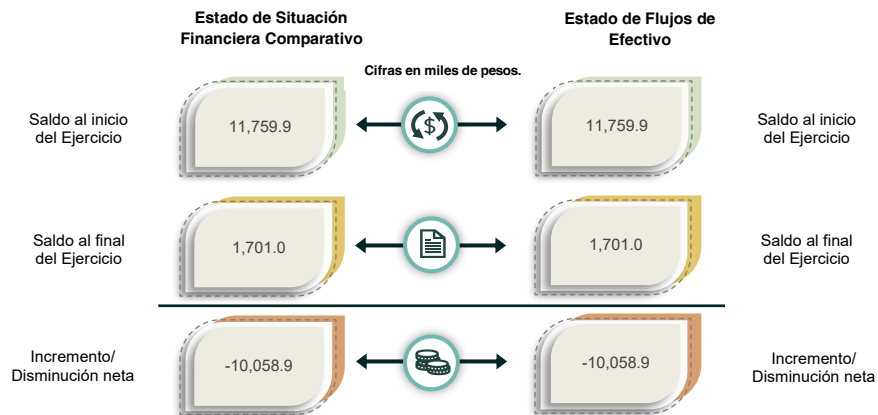 Estado de Situación
Financiera Comparativo
Estado de Flujos de
Efectivo
Cifras en miles de pesos.
Saldo al inicio
del Ejercicio
11,759.9
$
11,759.9
Saldo al inicio
del Ejercicio
Saldo al final
del Ejercicio
1,701.0
1,701.0
Saldo al final
del Ejercicio
Incremento/
Disminución neta
-10,058.9
-10,058.9
Incremento/
Disminución neta